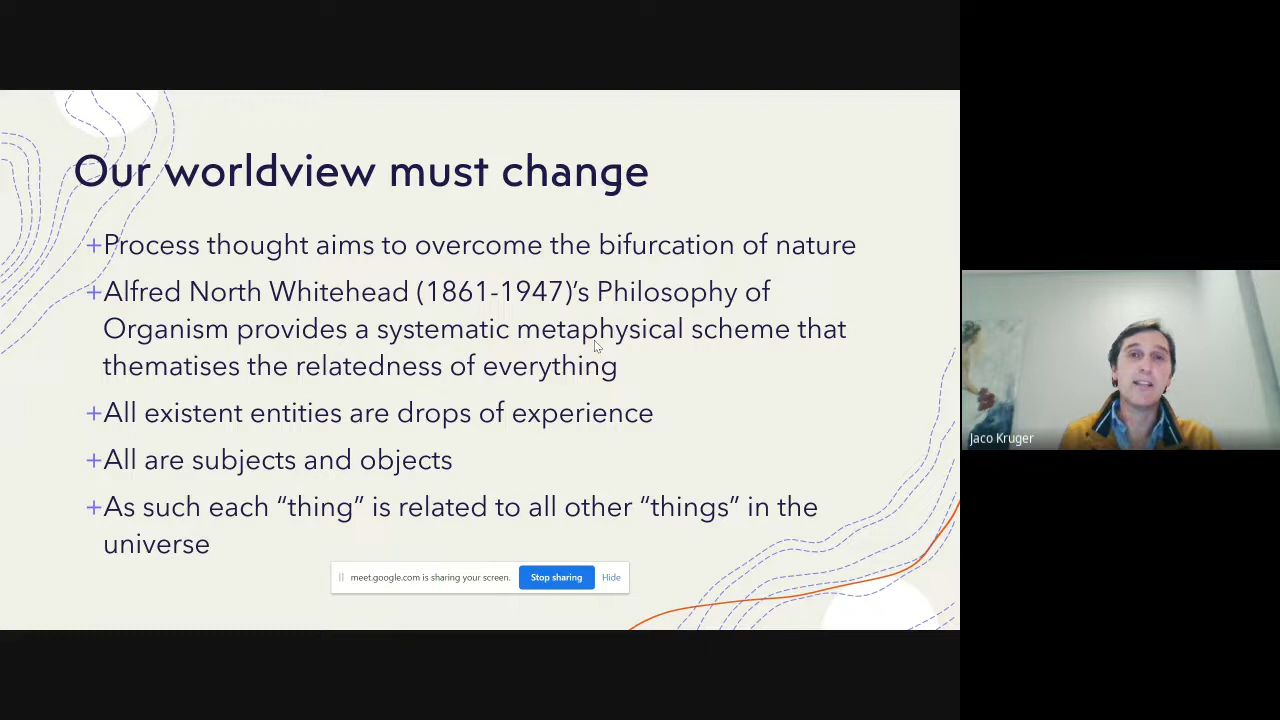 Our worldview must change
+Process thought aims to overcome the bifurcation of nature
+Alfred North Whitehead (1861-1947)’s Philosophy of
Organism provides a systematic metaphysical scheme that
thematises the relatedness of everything
+All existent entities are drops of experience
+All are subjects and objects
+As such each “thing” is related to all other “things” in the
universe
meet.google.com is sharing your screen.
Stop sharing
Hide
Jaco Kruger